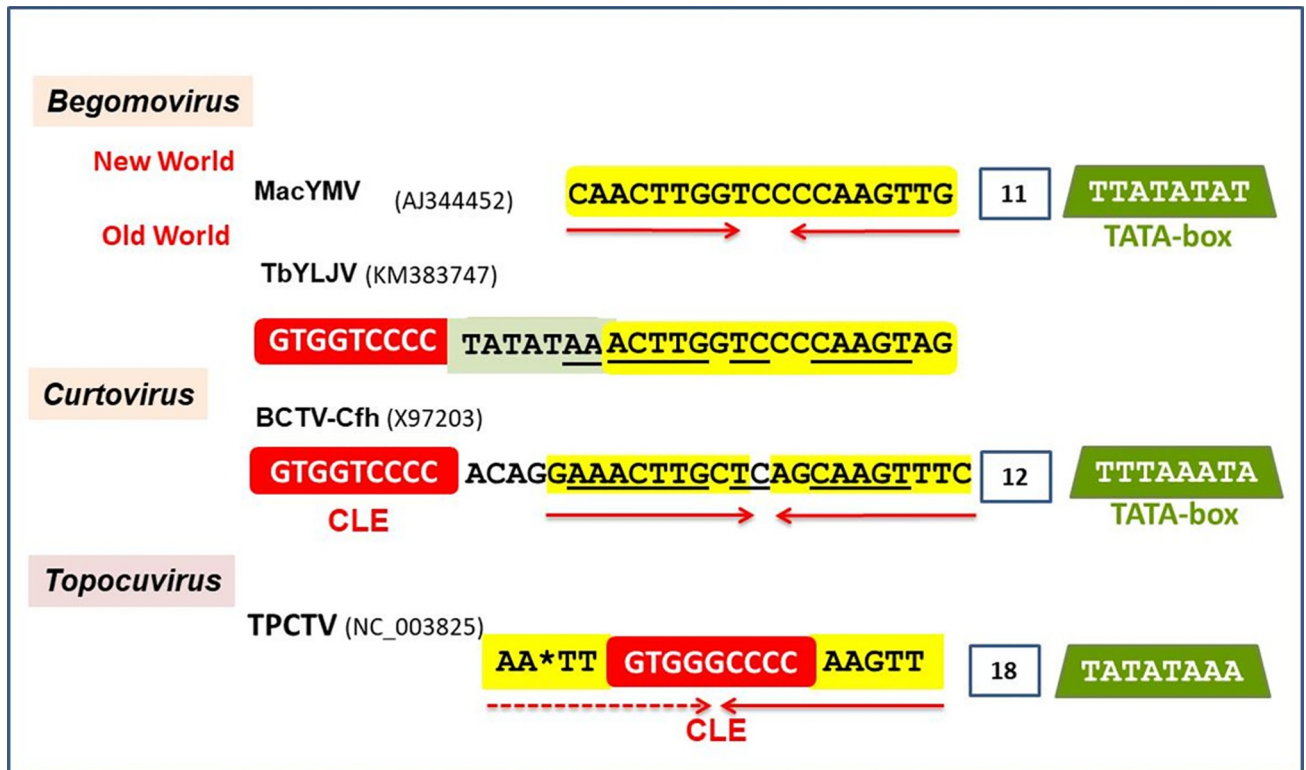 Begomovirus
New World
MacYMV (AJ344452) CAACTTGGTCCCCAAGTTG 11 TTATATAT
Old World TATA-box
TbYLJV (KM383747)
GTGGTCCCC TATATAA ACTTGGTCCCCAAGTAG
Curtovirus
BCTV-Cfh (X97203)
GTGGTCCCC ACAGGAAACTTGCTCAGCAAGTTTC 12 TTTAAATA
CLE TATA-box
Topocuvirus
TPCTV (NC_003825)
AA*TT GTGGGCCCC AAGTT 18 TATATAAA
CLE